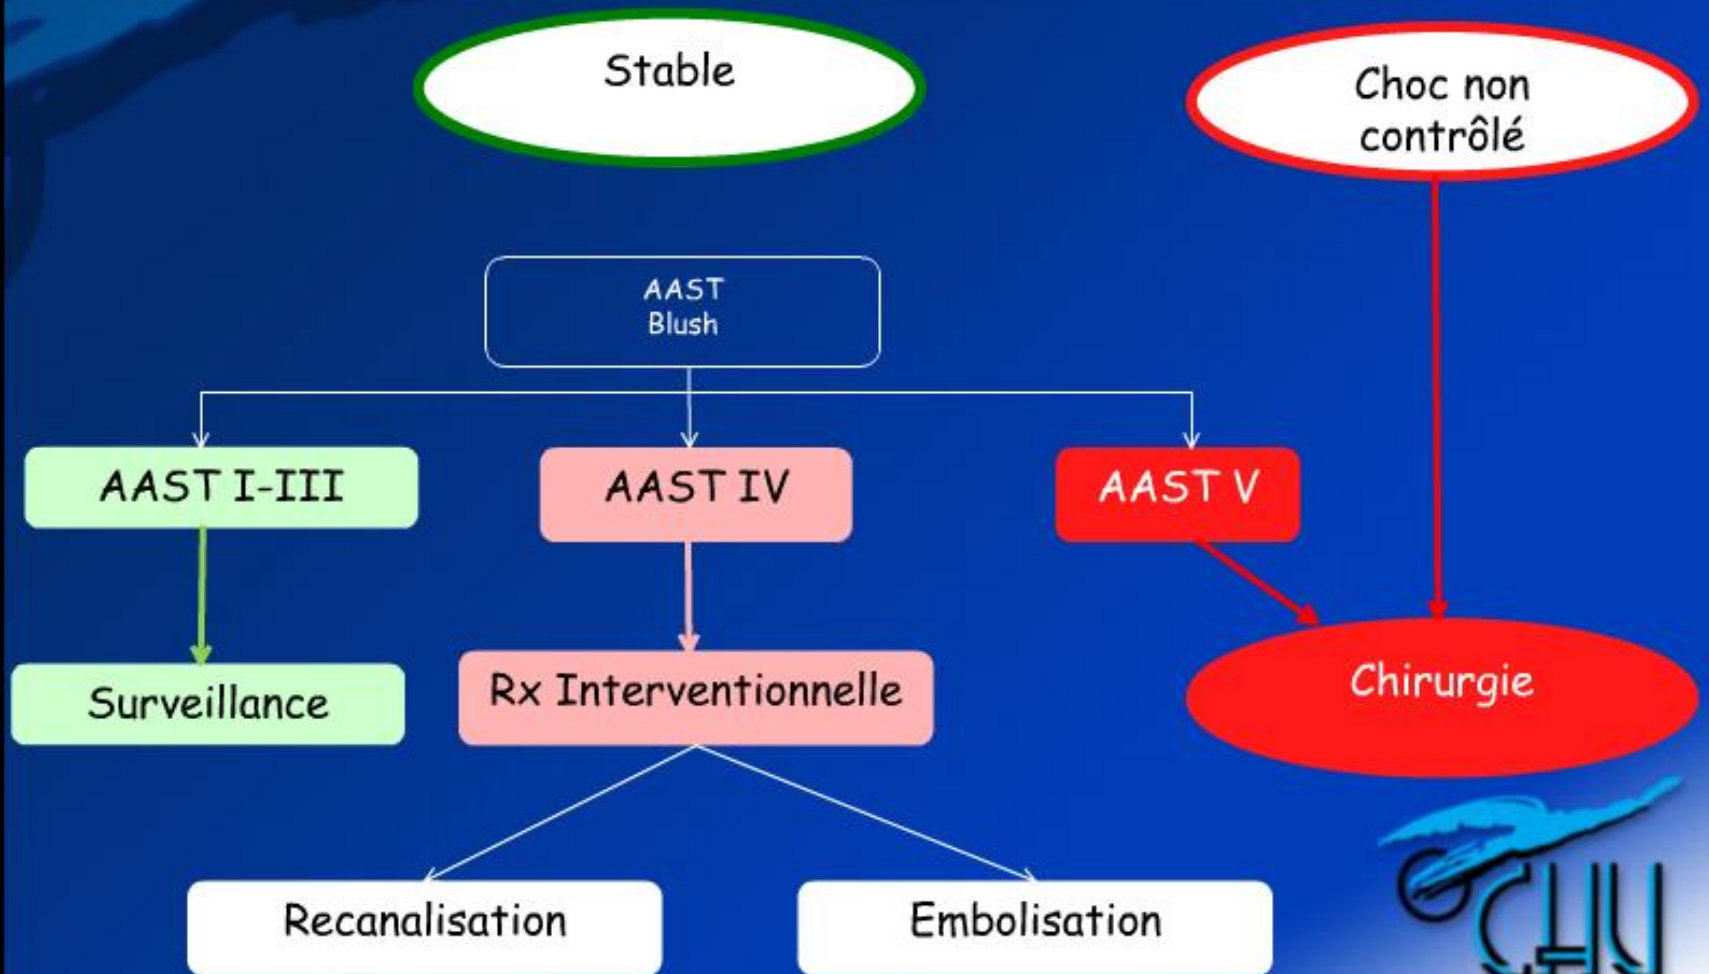 Stable
Choc non
contrôlé
AAST
Blush
AAST I-III
AAST IV
AAST V
Surveillance
Rx Interventionnelle
Chirurgie
Recanalisation
Embolisation
CHU